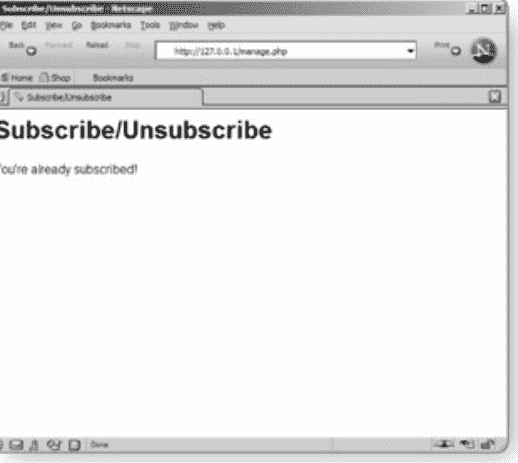 Subscribe/Unsubscribe - Netscape
File Edit View Go Bookmarks Tools Window Help
Back Forward Reload Stop http://127.0.0.1/manage.php Print N
Home Shop Bookmarks
Subscribe/Unsubscribe
Subscribe/Unsubscribe
You're already subscribed!
Done